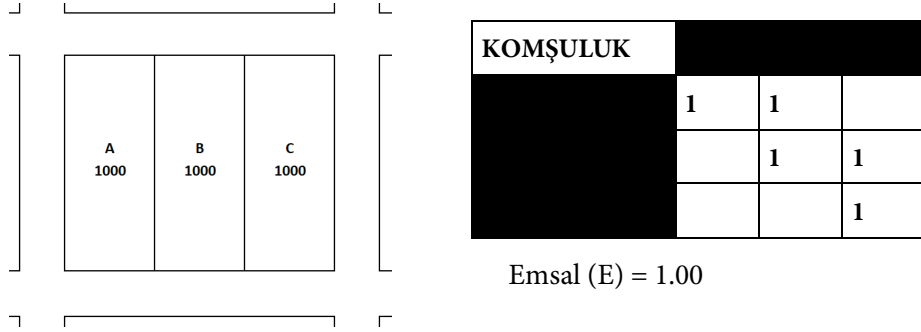 A B C
1000 1000 1000
KOMŞULUK
1 1
1 1
1
Emsal (E) = 1.00